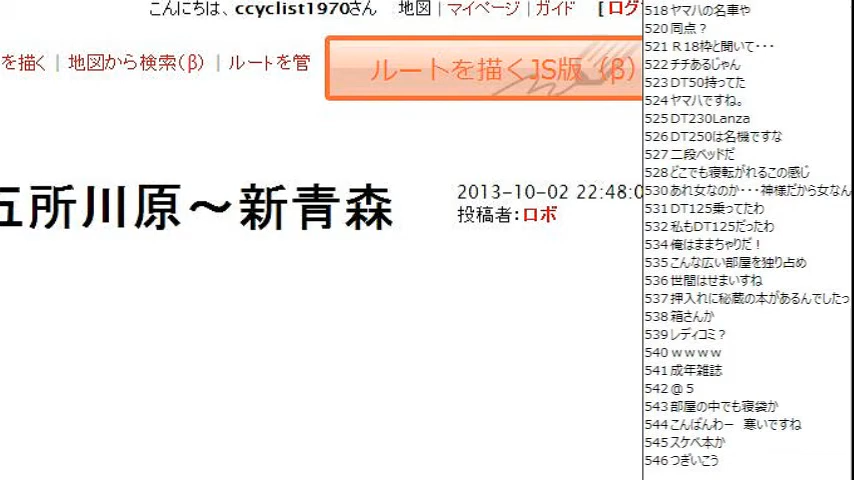 こんにちは、ccyclist1970さん 地図 | マイページ | ガイド [ログ
を描く | 地図から検索(β) | ルートを管
ルートを描くJS版 (β)
五所川原～新青森
2013-10-02 22:48:0
投稿者：ロボ
518 ヤマハの名車や
520 同点？
521 Ｒ18枠と聞いて・・・
522 チチあるじゃん
523 DT50持ってた
524 ヤマハですね。
525 DT230Lanza
526 DT250は名機ですな
527 二段ベッドだ
528 どこでも寝転がれるこの感じ
530 あれ女なのか・・・神様だから女なん
531 DT125乗ってたわ
532 私もDT125だったわ
534 俺はままちゃりだ！
535 こんな広い部屋を独り占め
536 世間はせまいすね
537 押入れに秘蔵の本があるんでしたっ
538 箱さんか
539 レディコミ？
540 ｗｗｗｗ
541 成年雑誌
542 ＠５
543 部屋の中でも寝袋か
544 こんばんわー　寒いですね
545 スケベ本か
546 つぎいこう